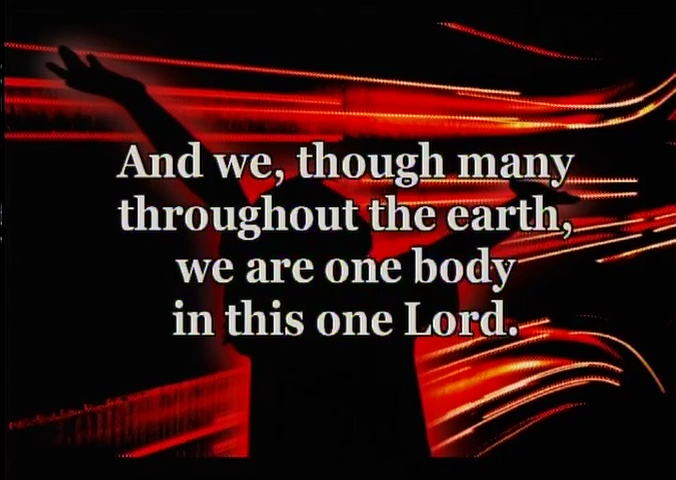 And we, though many
throughout the earth,
we are one body
in this one Lord.